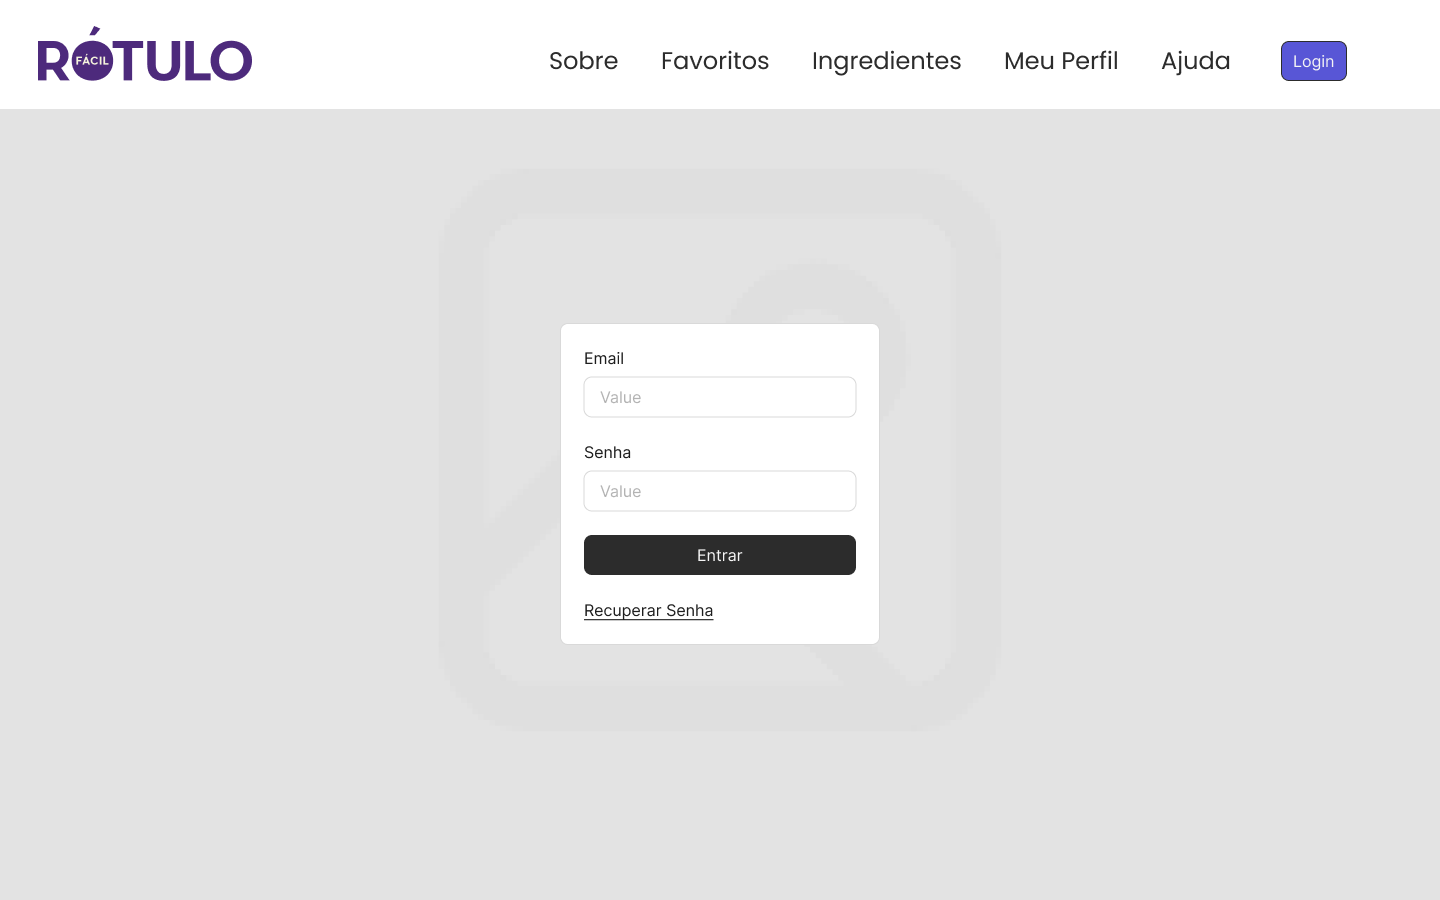 RÓTULO
FÁCIL
Sobre Favoritos Ingredientes Meu Perfil Ajuda Login
Email
Value
Senha
Value
Entrar
Recuperar Senha